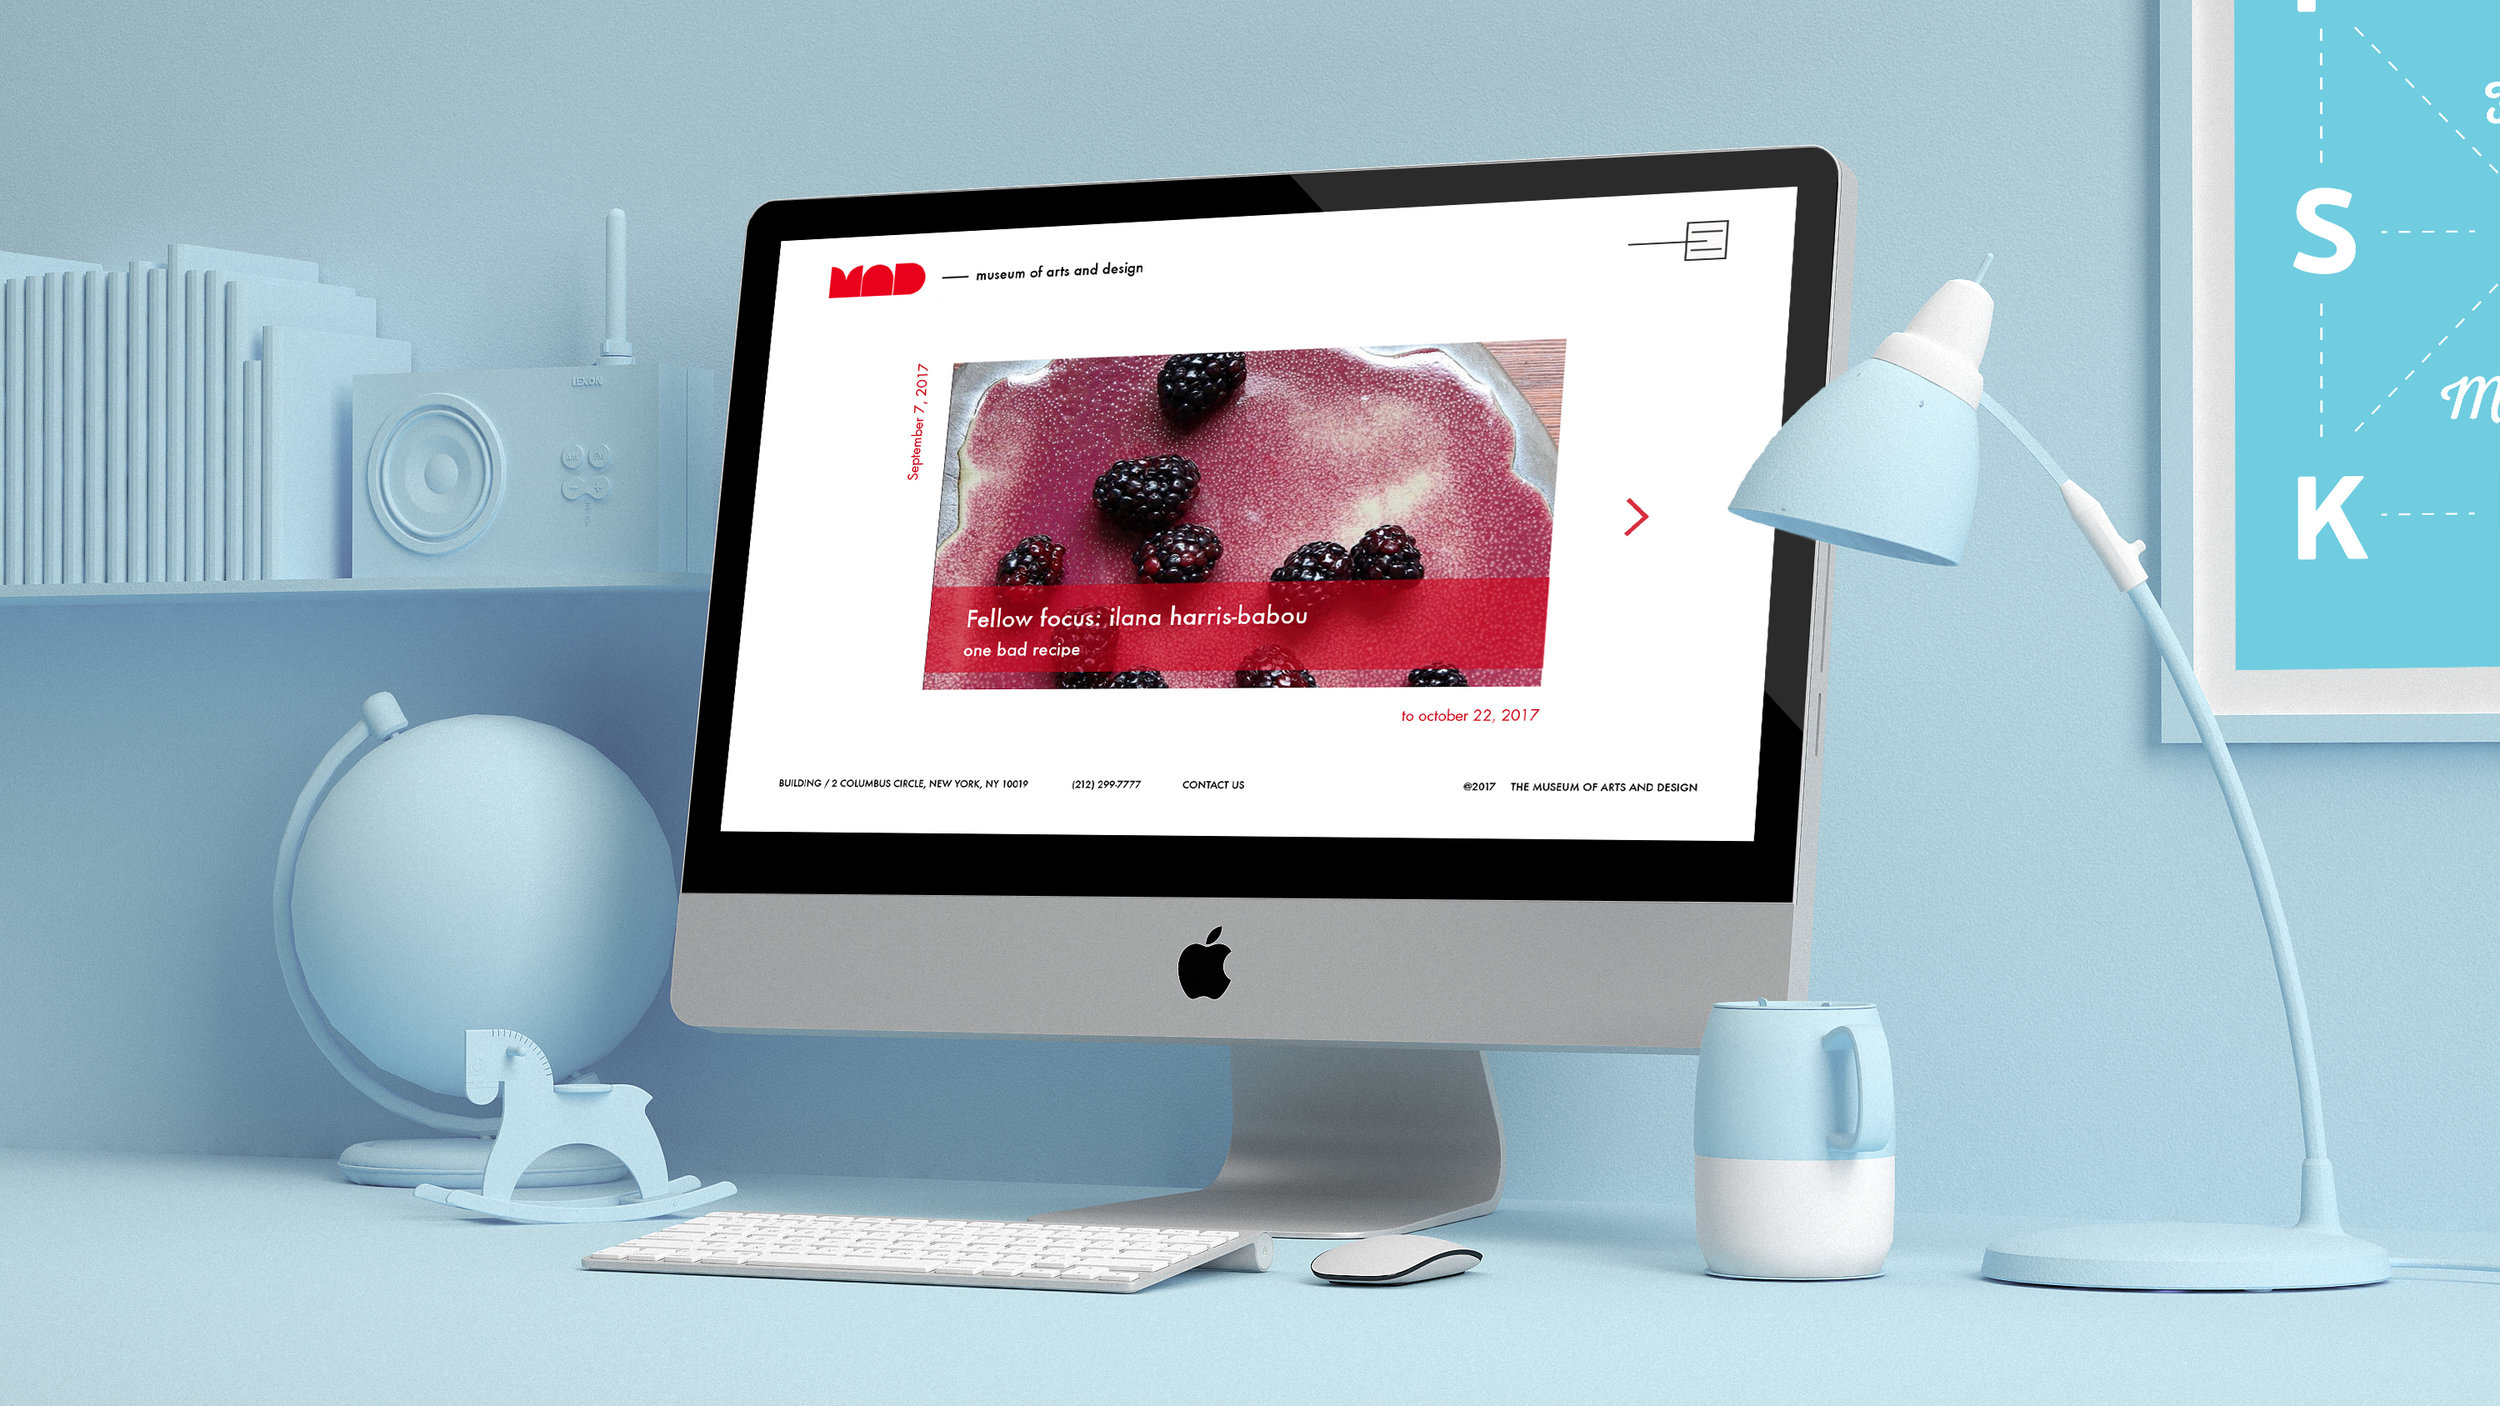 MAD
museum of arts and design
September 7, 2017
Fellow focus: ilana harris-babou
one bad recipe
to october 22, 2017
BUILDING / 2 COLUMBUS CIRCLE, NEW YORK, NY 10019
(212) 299-7777
CONTACT US
©2017
THE MUSEUM OF ARTS AND DESIGN
LEXON
AM
FM
S
K